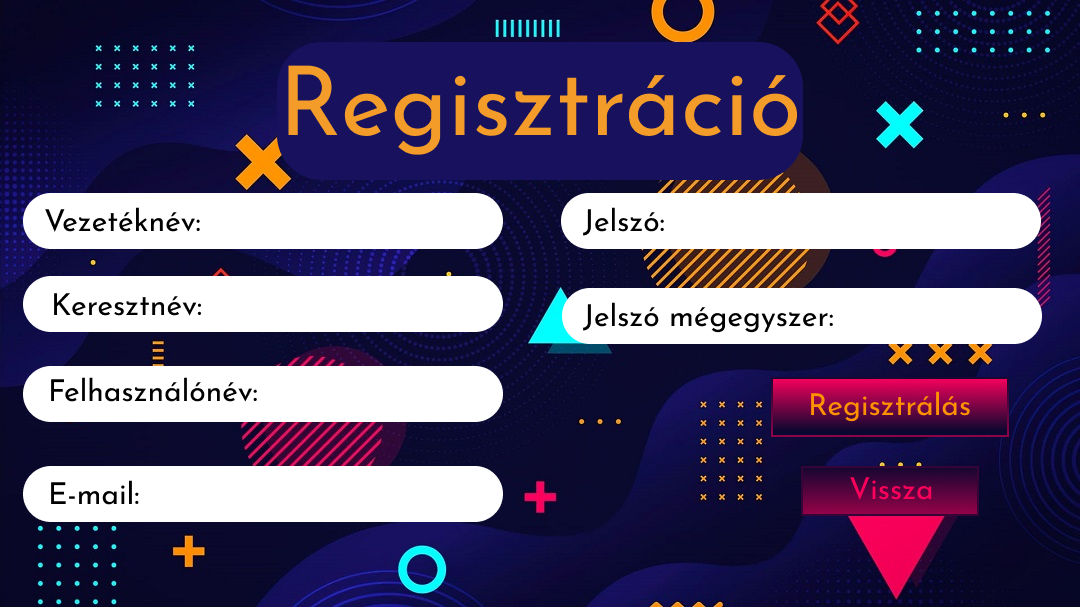 Regisztráció
Vezetéknév:
Keresztnév:
Felhasználónév:
E-mail:
Jelszó:
Jelszó mégegyszer:
Regisztrálás
Vissza